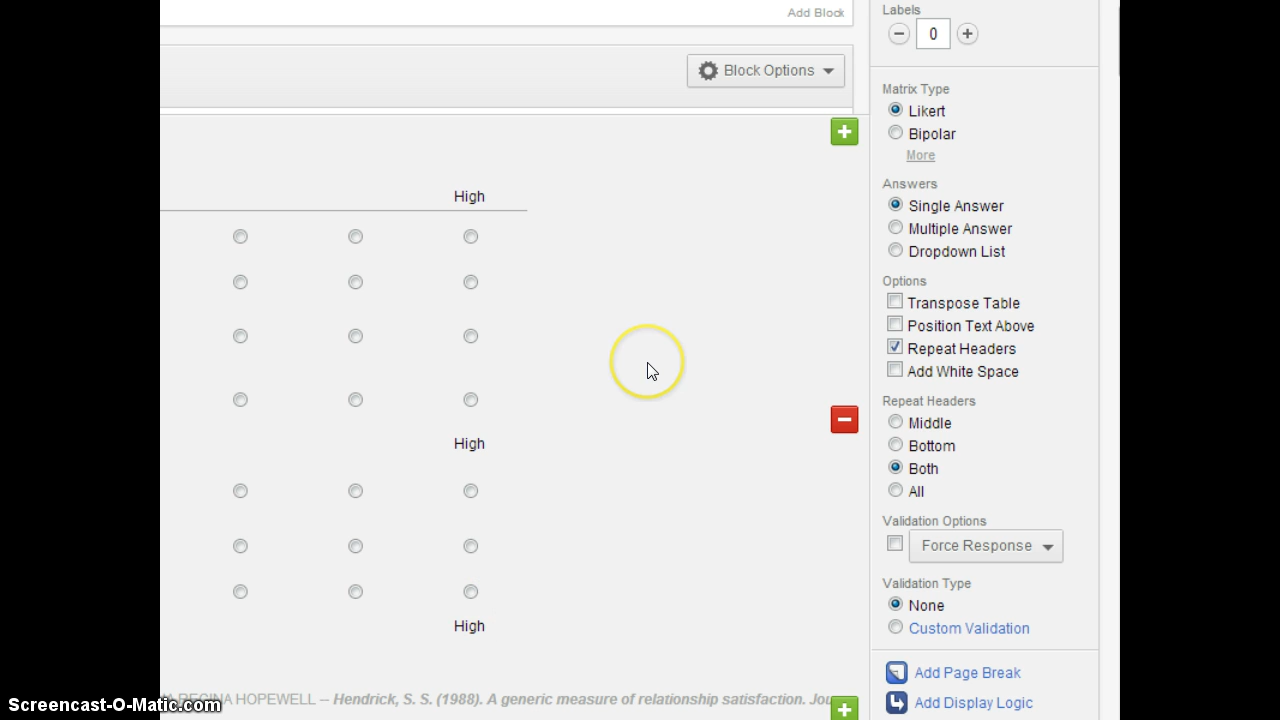 Add Block
Block Options
High
High
High
REGINA HOPEWELL -- Hendrick, S. S. (1988). A generic measure of relationship satisfaction. Jou
Labels
0
Matrix Type
Likert
Bipolar
More
Answers
Single Answer
Multiple Answer
Dropdown List
Options
Transpose Table
Position Text Above
Repeat Headers
Add White Space
Repeat Headers
Middle
Bottom
Both
All
Validation Options
Force Response
Validation Type
None
Custom Validation
Add Page Break
Add Display Logic
Screencast-O-Matic.com